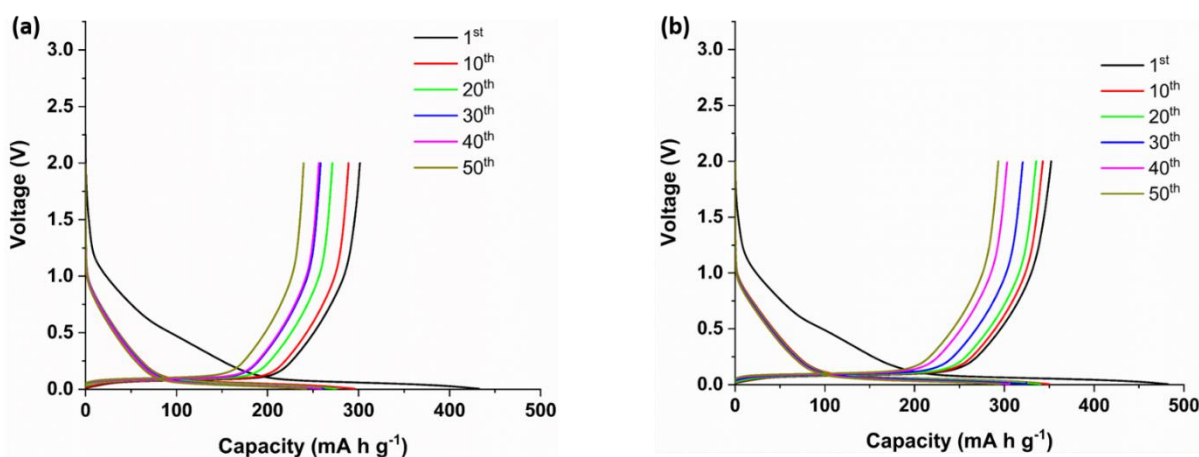 (a)
1st
10th
20th
30th
40th
50th
3.0
2.5
2.0
1.5
1.0
0.5
0.0
Voltage (V)
0 100 200 300 400 500
Capacity (mA h g-1)
(b)
1st
10th
20th
30th
40th
50th
3.0
2.5
2.0
1.5
1.0
0.5
0.0
Voltage (V)
0 100 200 300 400 500
Capacity (mA h g-1)